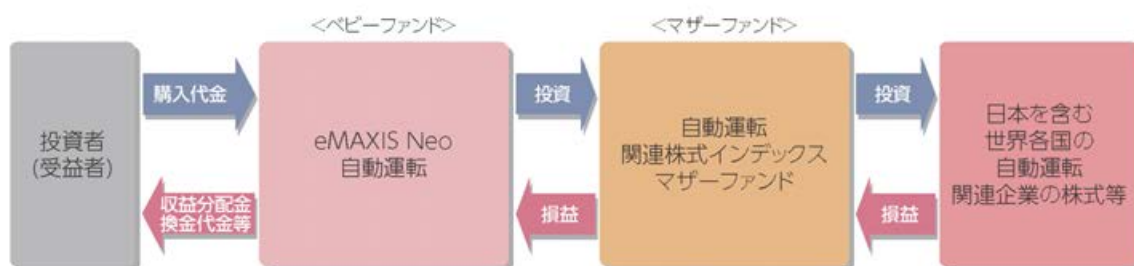 ＜ベビーファンド＞
＜マザーファンド＞
投資者
(受益者)
購入代金
収益分配金
換金代金等
eMAXIS Neo
自動運転
投資
損益
自動運転
関連株式インデックス
マザーファンド
投資
損益
日本を含む
世界各国の
自動運転
関連企業の株式等